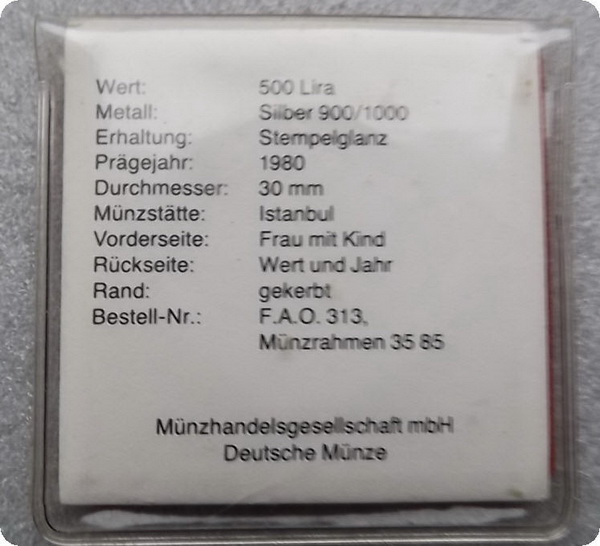 Wert: 500 Lira
Metall: Silber 900/1000
Erhaltung: Stempelglanz
Prägejahr: 1980
Durchmesser: 30 mm
Münzstätte: Istanbul
Vorderseite: Frau mit Kind
Rückseite: Wert und Jahr
Rand: gekerbt
Bestell-Nr.: F.A.O. 313,
Münzrahmen 35 85
Münzhandelsgesellschaft mbH
Deutsche Münze